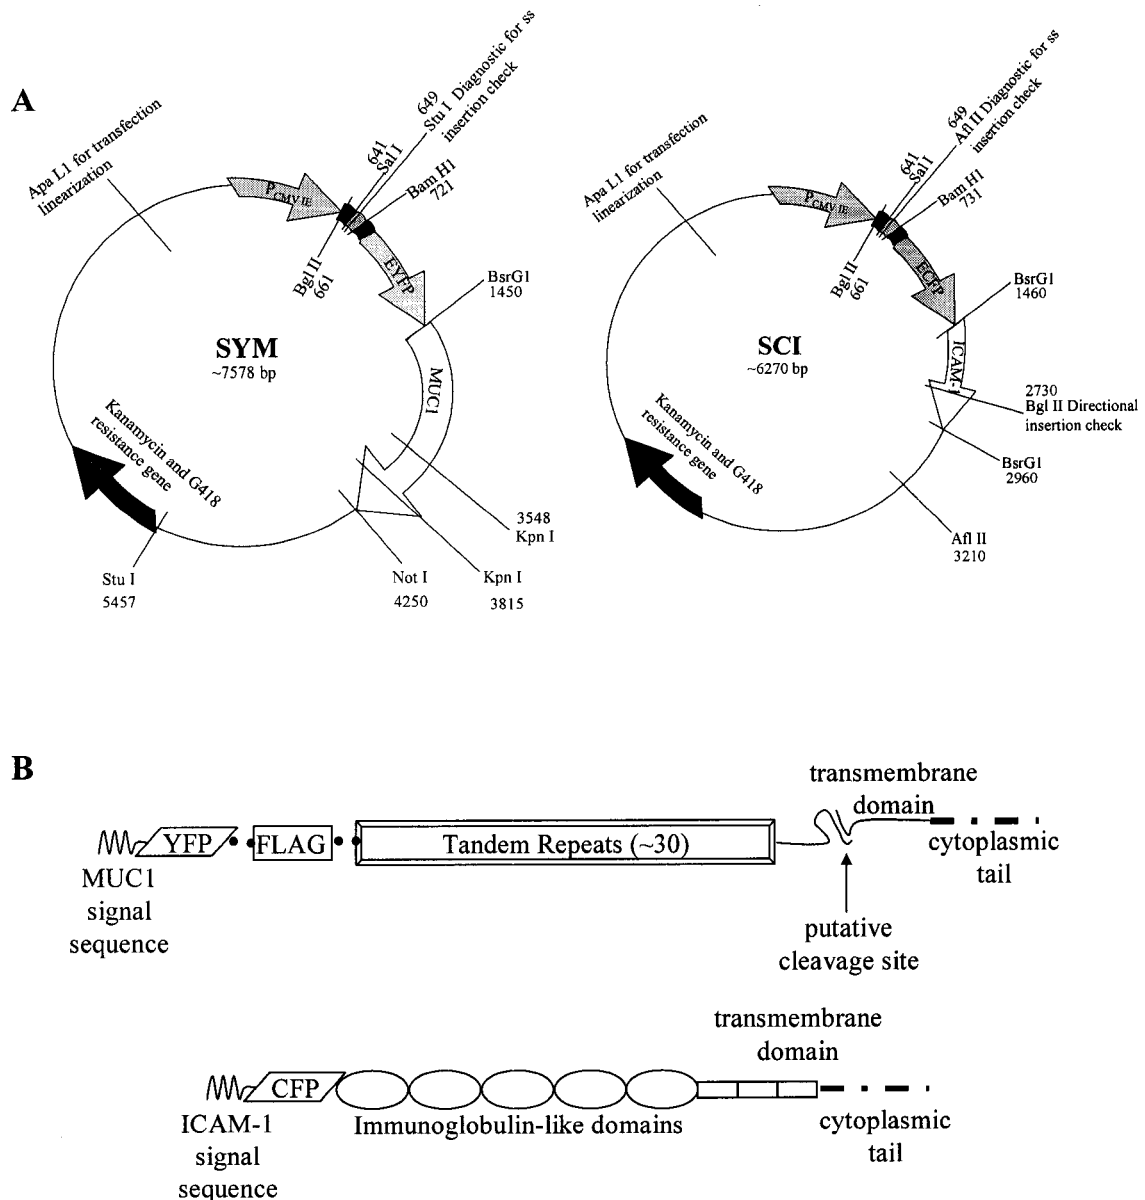 A
Apa L1 for transfection
linearization
P CMV IE
641
Sal I
649
Stu I Diagnostic for ss
insertion check
Bam H1
721
Bgl II
661
EYFP
BsrG1
1450
MUC1
SYM
~7578 bp
Kanamycin and G418
resistance gene
3548
Kpn I
Kpn I
3815
Not I
4250
Stu I
5457
Apa L1 for transfection
linearization
P CMV IE
641
Sal I
649
Afl II Diagnostic for ss
insertion check
Bam H1
731
Bgl II
661
ECFP
BsrG1
1460
ICAM-1
SCI
~6270 bp
2730
Bgl II Directional
insertion check
BsrG1
2960
Kanamycin and G418
resistance gene
Afl II
3210
B
transmembrane
domain
YFP
FLAG
Tandem Repeats (~30)
cytoplasmic
tail
MUC1
signal
sequence
putative
cleavage site
transmembrane
domain
CFP
Immunoglobulin-like domains
cytoplasmic
tail
ICAM-1
signal
sequence